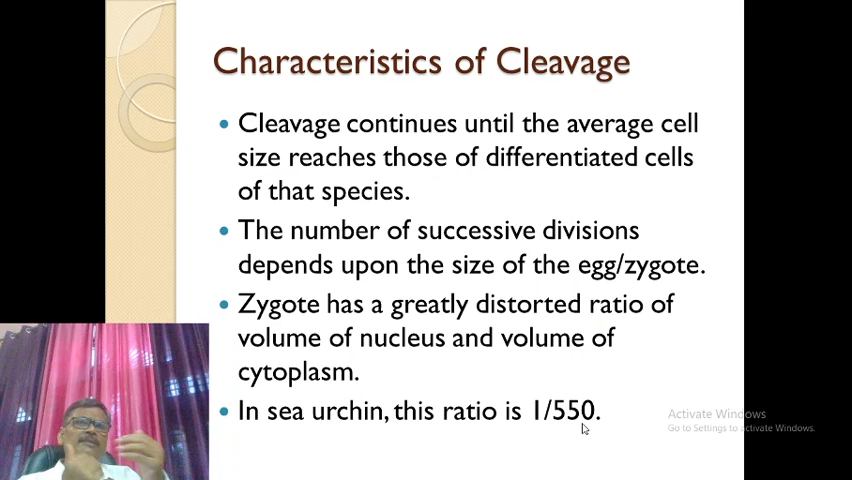 Characteristics of Cleavage
Cleavage continues until the average cell
size reaches those of differentiated cells
of that species.
The number of successive divisions
depends upon the size of the egg/zygote.
Zygote has a greatly distorted ratio of
volume of nucleus and volume of
cytoplasm.
In sea urchin, this ratio is 1/550.
Activate Windows
Go to Settings to activate Windows.